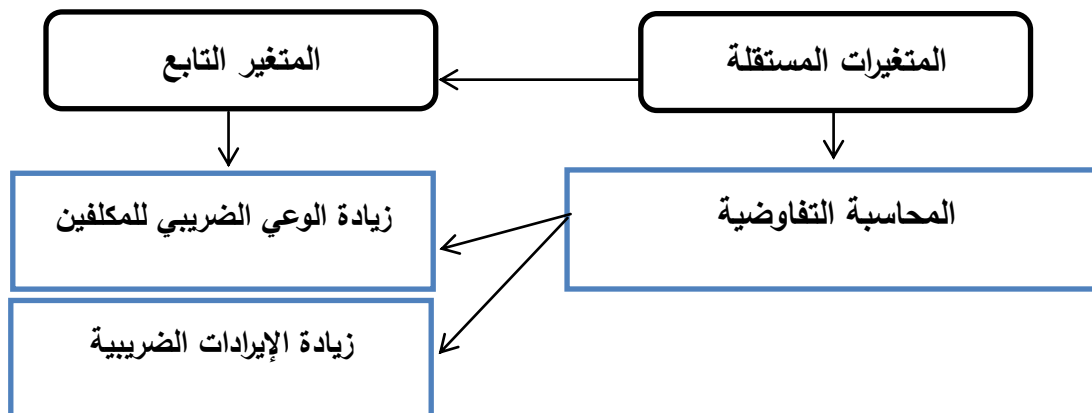 المتغيرات المستقلة
المتغير التابع
المحاسبة التفاوضية
زيادة الوعي الضريبي للمكلفين
زيادة الإيرادات الضريبية